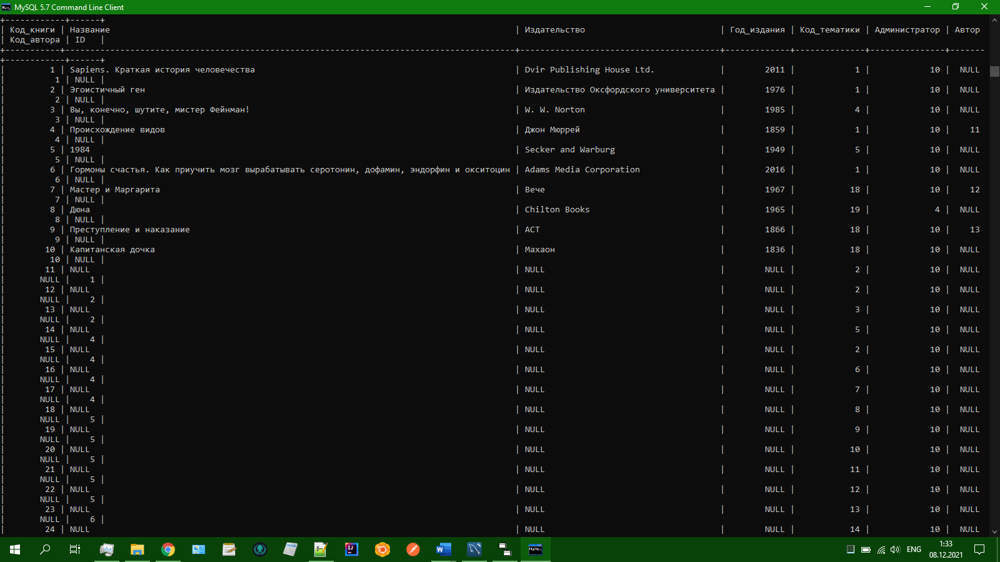 MySQL 5.7 Command Line Client
+------------+------+
| Код_книги | Название | Издательство | Год_издания | Код_тематики | Администратор | Автор
| Код_автора | ID |
+-----------+------------------------------------------------------------------------------------------+----------------------------------------+-------------+--------------+---------------+-------
+------------+------+
| 1 | Sapiens. Краткая история человечества | Dvir Publishing House Ltd. | 2011 | 1 | 10 | NULL
| 1 | NULL |
| 2 | Эгоистичный ген | Издательство Оксфордского университета | 1976 | 1 | 10 | NULL
| 2 | NULL |
| 3 | Вы, конечно, шутите, мистер Фейнман! | W. W. Norton | 1985 | 4 | 10 | NULL
| 3 | NULL |
| 4 | Происхождение видов | Джон Мюррей | 1859 | 1 | 10 | 11
| 4 | NULL |
| 5 | 1984 | Secker and Warburg | 1949 | 5 | 10 | NULL
| 5 | NULL |
| 6 | Гормоны счастья. Как приучить мозг вырабатывать серотонин, дофамин, эндорфин и окситоцин | Adams Media Corporation | 2016 | 1 | 10 | NULL
| 6 | NULL |
| 7 | Мастер и Маргарита | Вече | 1967 | 18 | 10 | 12
| 7 | NULL |
| 8 | Дюна | Chilton Books | 1965 | 19 | 4 | NULL
| 8 | NULL |
| 9 | Преступление и наказание | АСТ | 1866 | 18 | 10 | 13
| 9 | NULL |
| 10 | Капитанская дочка | Махаон | 1836 | 18 | 10 | NULL
| 10 | NULL |
| 11 | NULL | NULL | NULL | 2 | 10 | NULL
| NULL | 1 |
| 12 | NULL | NULL | NULL | 2 | 10 | NULL
| NULL | 2 |
| 13 | NULL | NULL | NULL | 3 | 10 | NULL
| NULL | 2 |
| 14 | NULL | NULL | NULL | 5 | 10 | NULL
| NULL | 4 |
| 15 | NULL | NULL | NULL | 2 | 10 | NULL
| NULL | 4 |
| 16 | NULL | NULL | NULL | 6 | 10 | NULL
| NULL | 4 |
| 17 | NULL | NULL | NULL | 7 | 10 | NULL
| NULL | 4 |
| 18 | NULL | NULL | NULL | 8 | 10 | NULL
| NULL | 5 |
| 19 | NULL | NULL | NULL | 9 | 10 | NULL
| NULL | 5 |
| 20 | NULL | NULL | NULL | 10 | 10 | NULL
| NULL | 5 |
| 21 | NULL | NULL | NULL | 11 | 10 | NULL
| NULL | 5 |
| 22 | NULL | NULL | NULL | 12 | 10 | NULL
| NULL | 5 |
| 23 | NULL | NULL | NULL | 13 | 10 | NULL
| NULL | 6 |
| 24 | NULL | NULL | NULL | 14 | 10 | NULL
ENG
1:33
08.12.2021